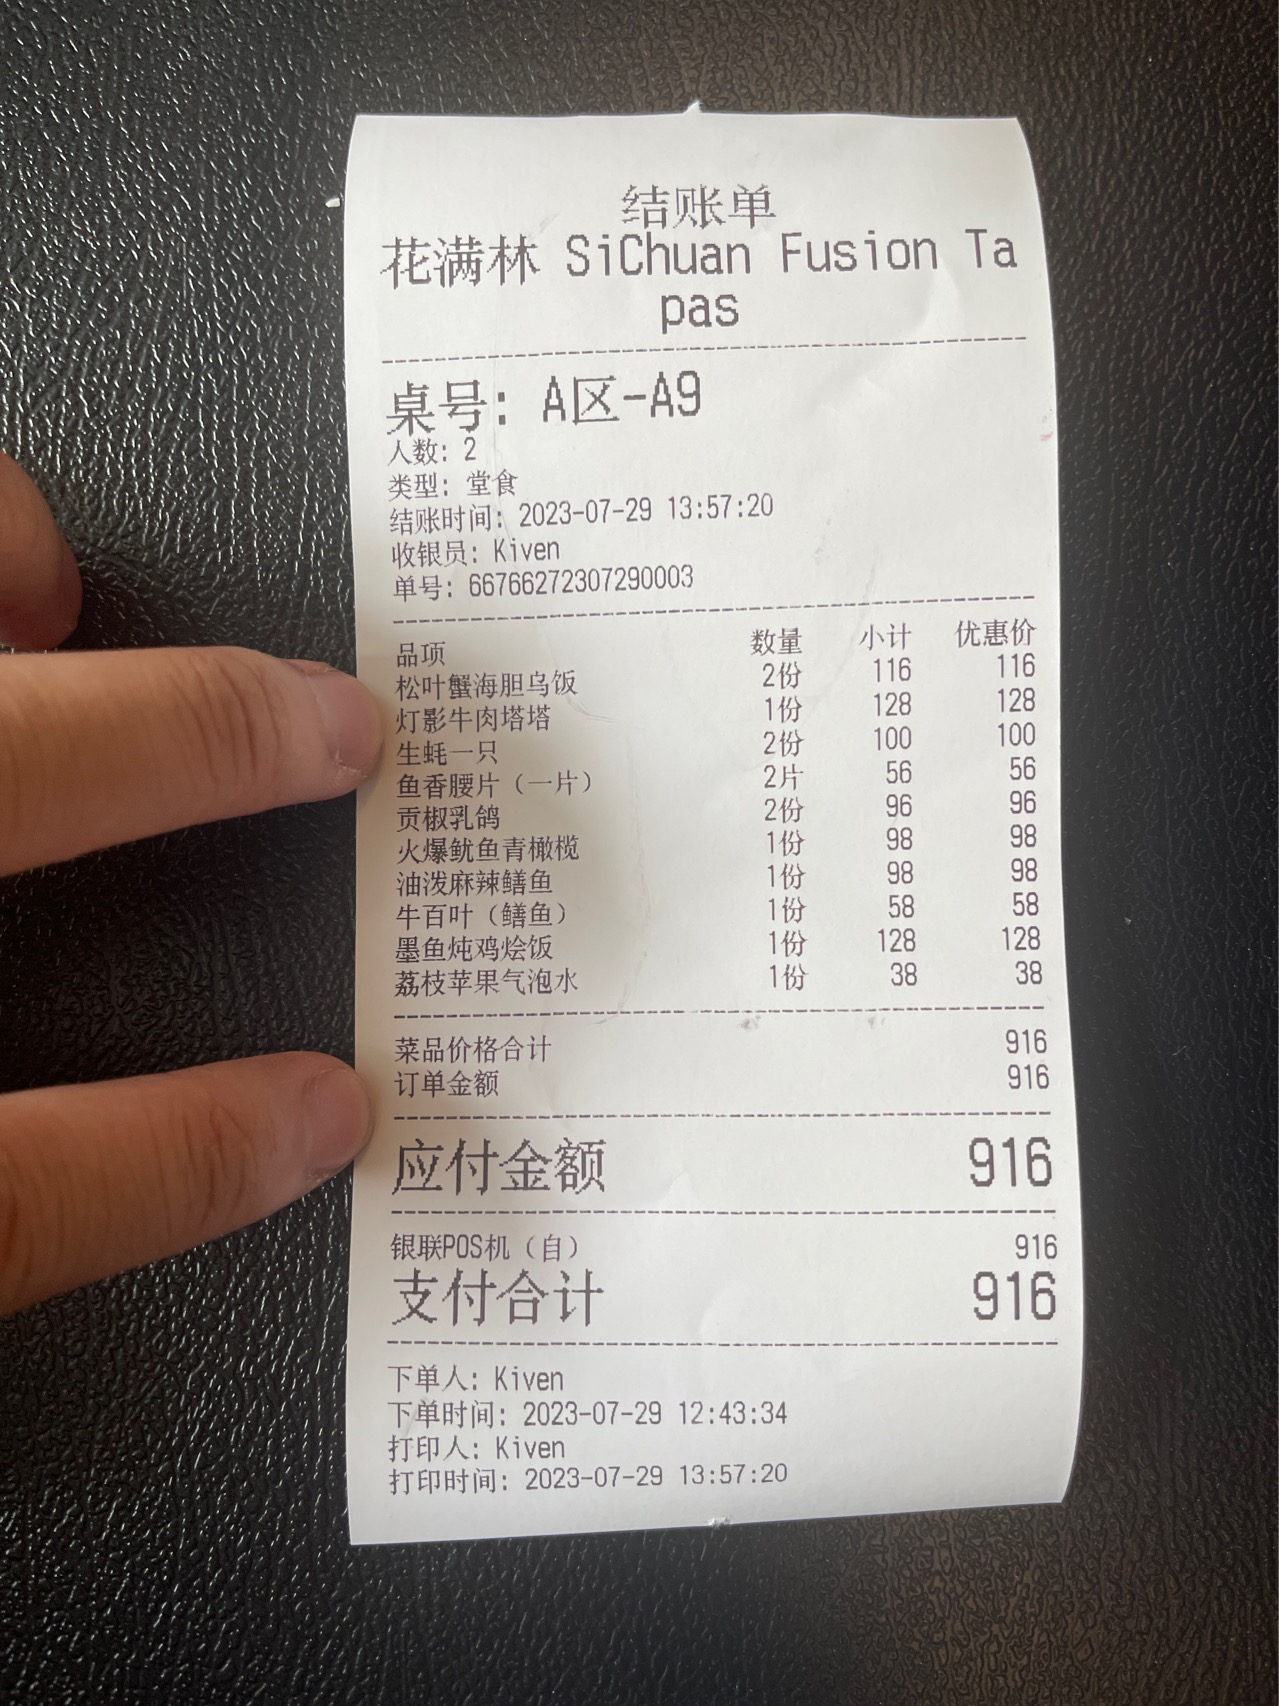 结账单
花满林 SiChuan Fusion Ta
pas
桌号: A区-A9
人数: 2
类型: 堂食
结账时间: 2023-07-29 13:57:20
收银员: Kiven
单号: 66766272307290003
品项 数量 小计 优惠价
松叶蟹海胆乌饭 2份 116 116
灯影牛肉塔塔 1份 128 128
生蚝一只 2份 100 100
鱼香腰片（一片） 2片 56 56
贡椒乳鸽 2份 96 96
火爆鱿鱼青橄榄 1份 98 98
油泼麻辣鳝鱼 1份 98 98
牛百叶（鳝鱼） 1份 58 58
墨鱼炖鸡烩饭 1份 128 128
荔枝苹果气泡水 1份 38 38
菜品价格合计 916
订单金额 916
应付金额 916
银联POS机（自） 916
支付合计 916
下单人: Kiven
下单时间: 2023-07-29 12:43:34
打印人: Kiven
打印时间: 2023-07-29 13:57:20